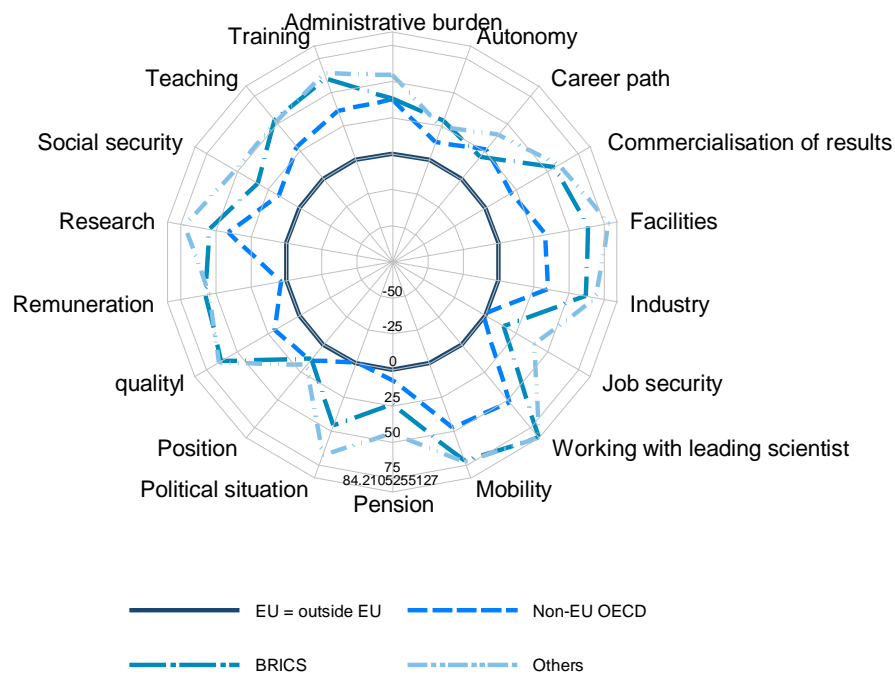 Administrative burden
Training
Autonomy
Teaching
Career path
Social security
Commercialisation of results
Research
Facilities
Remuneration
Industry
-50
-25
0
qualityl
Job security
25
Position
50
Working with leading scientist
75
Political situation
84.2105255127
Mobility
Pension
EU = outside EU
Non-EU OECD
BRICS
Others